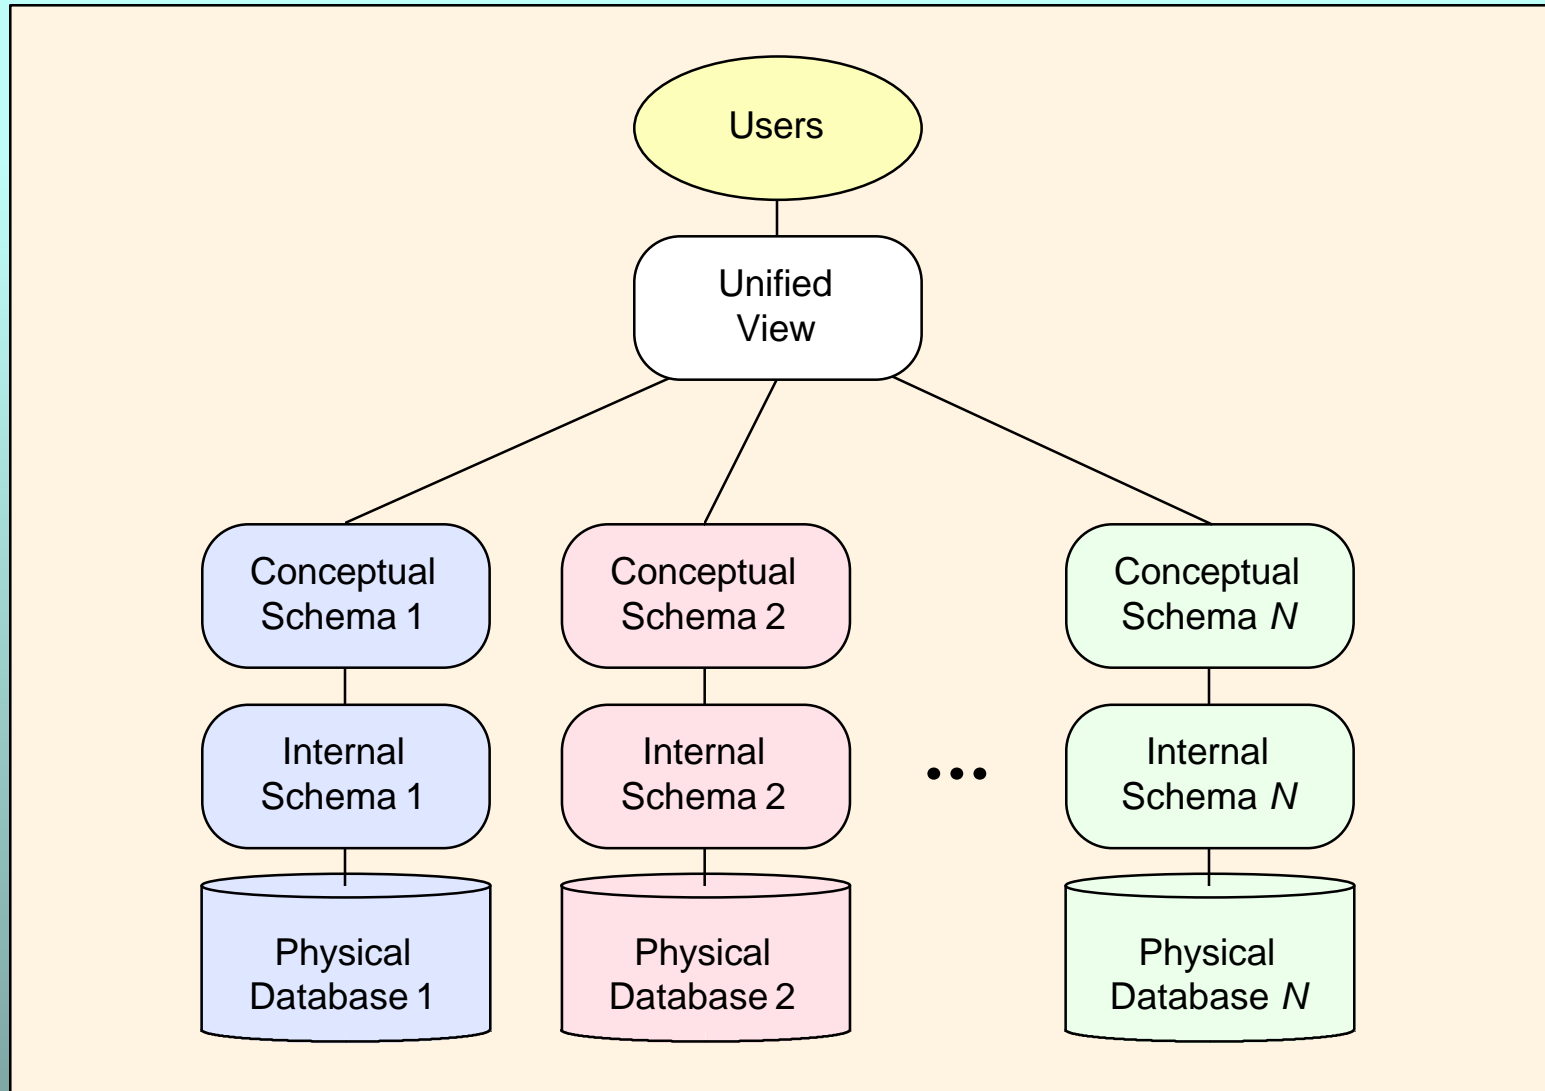 Users
Unified
View
Conceptual
Schema 1
Conceptual
Schema 2
Conceptual
Schema N
Internal
Schema 1
Internal
Schema 2
•••
Internal
Schema N
Physical
Database 1
Physical
Database 2
Physical
Database N